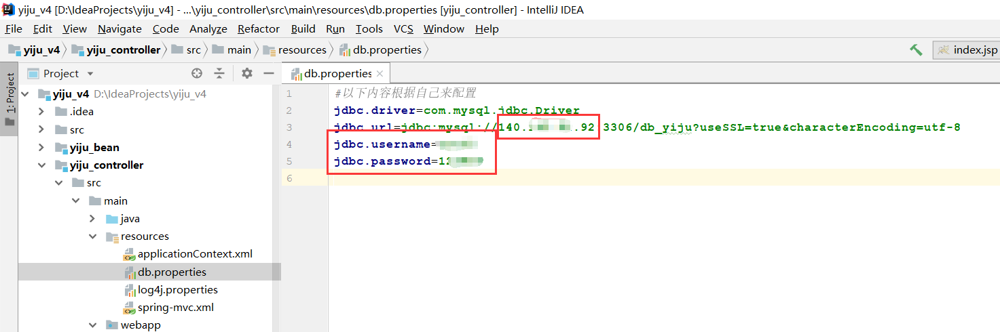 yiju_v4 [D:\IdeaProjects\yiju_v4] - ...\yiju_controller\src\main\resources\db.properties [yiju_controller] - IntelliJ IDEA
File Edit View Navigate Code Analyze Refactor Build Run Tools VCS Window Help
yiju_v4 yiju_controller src main resources db.properties index.jsp
1: Project
Project
db.properties
yiju_v4 D:\IdeaProjects\yiju_v4
.idea
src
yiju_bean
yiju_controller
src
main
java
resources
applicationContext.xml
db.properties
log4j.properties
spring-mvc.xml
webapp
1 #以下内容根据自己来配置
2 jdbc.driver=com.mysql.jdbc.Driver
3 jdbc.url=jdbc:mysql://140. .92 3306/db_yiju?useSSL=true&characterEncoding=utf-8
4 jdbc.username=
5 jdbc.password=12
6